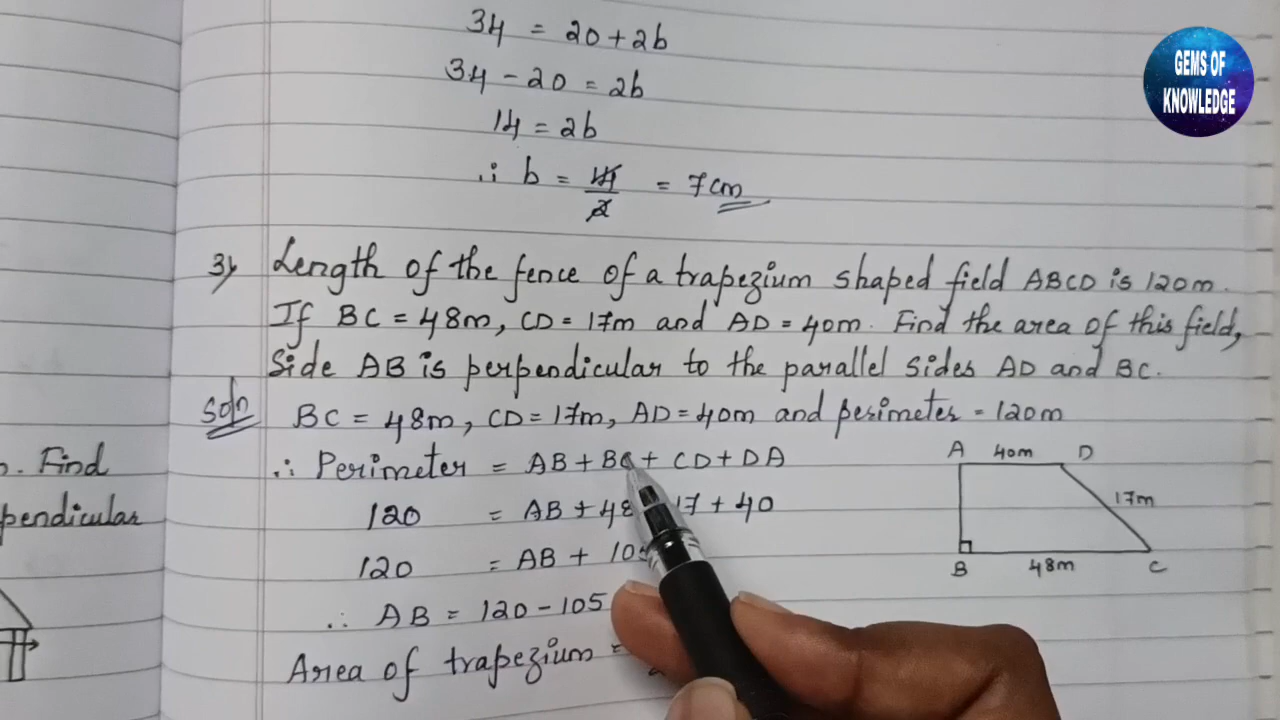 34 = 20 + 2b
34 - 20 = 2b
14 = 2b
∴ b = 14/2 = 7cm
3) Length of the fence of a trapezium shaped field ABCD is 120m.
If BC = 48m, CD = 17m and AD = 40m. Find the area of this field,
Side AB is perpendicular to the parallel sides AD and BC.
Soln BC = 48m, CD = 17m, AD = 40m and perimeter = 120m
∴ Perimeter = AB + BC + CD + DA
120 = AB + 48 17 + 40
120 = AB + 105
∴ AB = 120 - 105
Area of trapezium =
A 40m D
17m
B 48m C
Find
pendicular
GEMS OF
KNOWLEDGE